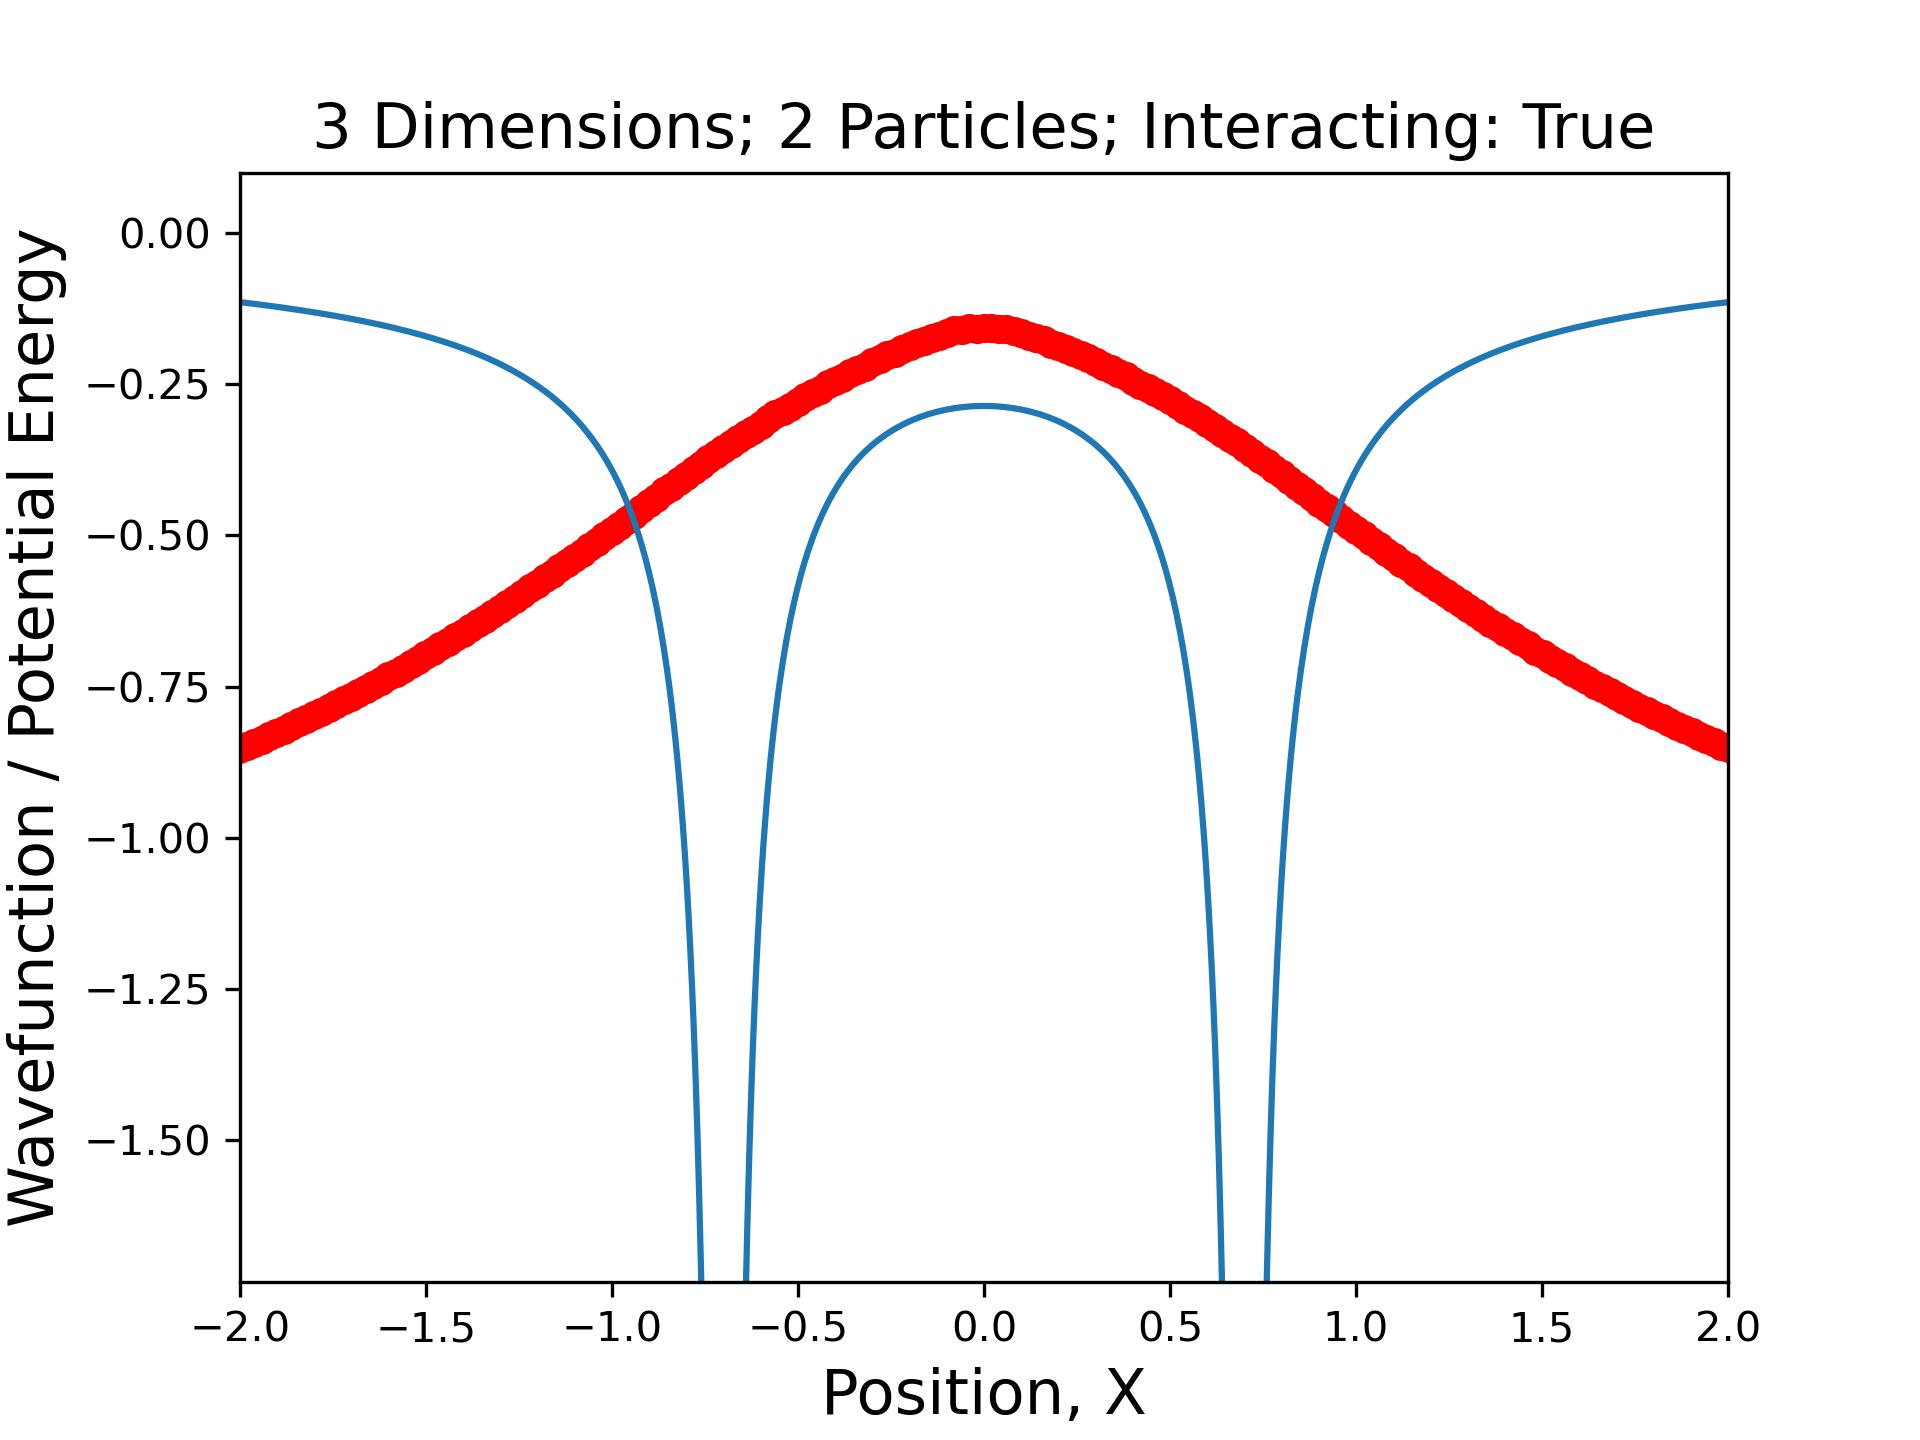 3 Dimensions; 2 Particles; Interacting: True
Wavefunction / Potential Energy
0.00
−0.25
−0.50
−0.75
−1.00
−1.25
−1.50
−2.0 −1.5 −1.0 −0.5 0.0 0.5 1.0 1.5 2.0
Position, X